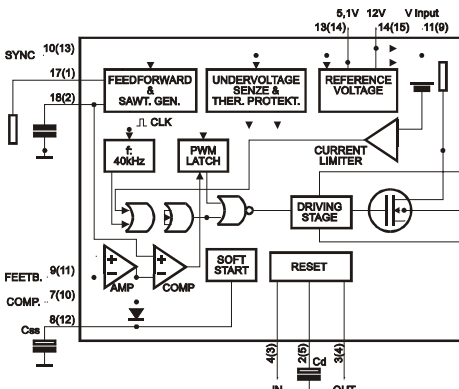 5,1V 12V V Input
13(14) 14(15) 11(9)
SYNC 10(13)
17(1)
18(2)
FEEDFORWARD
&
SAWT. GEN.
UNDERVOLTAGE
SENZE &
THER. PROTEKT.
REFERENCE
VOLTAGE
CLK
f:
40kHz
PWM
LATCH
CURRENT
LIMITER
DRIVING
STAGE
SOFT
START
RESET
AMP
COMP
FEETB. 9(11)
COMP. 7(10)
8(12)
Css
4(3)
2(5)
3(4)
Cd
IN
OUT